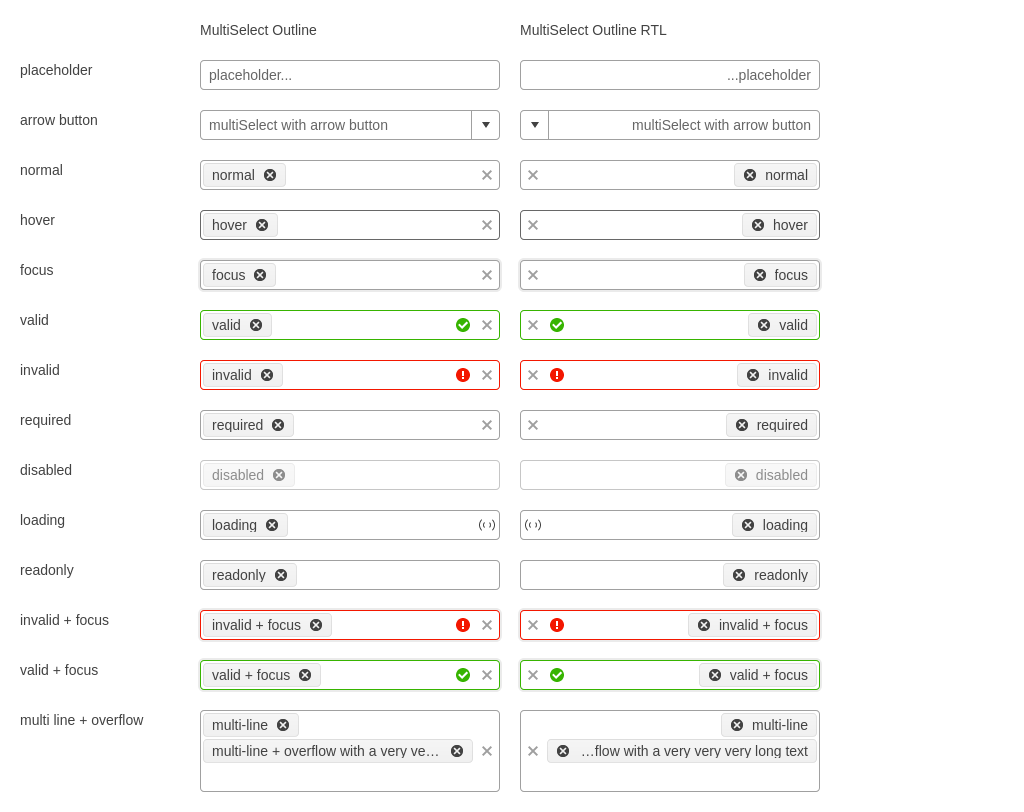 MultiSelect Outline MultiSelect Outline RTL
placeholder placeholder... ...placeholder
arrow button multiSelect with arrow button multiSelect with arrow button
normal normal normal
hover hover hover
focus focus focus
valid valid valid
invalid invalid invalid
required required required
disabled disabled disabled
loading loading loading
readonly readonly readonly
invalid + focus invalid + focus invalid + focus
valid + focus valid + focus valid + focus
multi line + overflow multi-line multi-line
multi-line + overflow with a very ve… …flow with a very very very long text